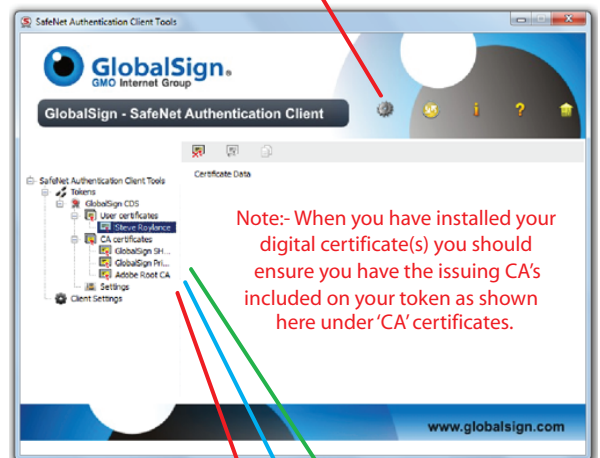 SafeNet Authentication Client Tools
GlobalSign.
GMO Internet Group
GlobalSign - SafeNet Authentication Client
i
?
Certificate Data
SafeNet Authentication Client Tools
Tokens
GlobalSign CDS
User certificates
Steve Roylance
CA certificates
GlobalSign SH...
GlobalSign Pri...
Adobe Root CA
Settings
Client Settings
Note:- When you have installed your
digital certificate(s) you should
ensure you have the issuing CA's
included on your token as shown
here under ‘CA’ certificates.
www.globalsign.com